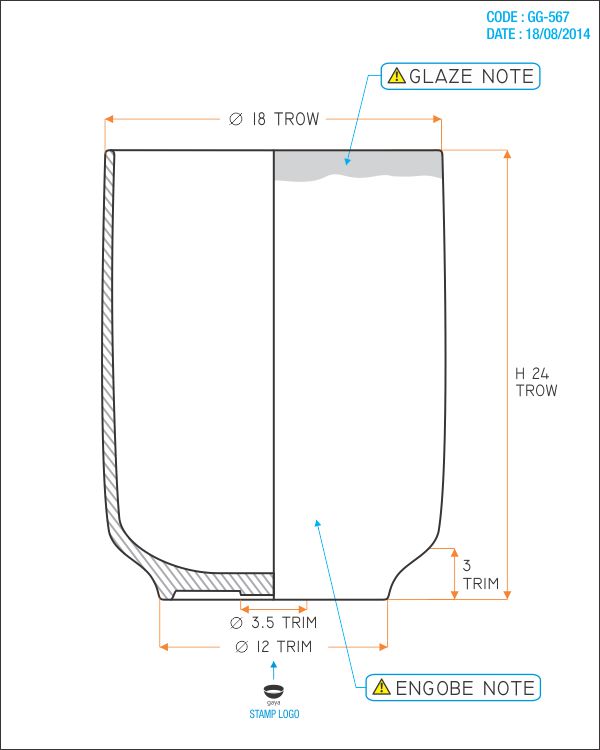 CODE : GG-567
DATE : 18/08/2014
GLAZE NOTE
Ø 18 TROW
H 24
TROW
3
TRIM
Ø 3.5 TRIM
Ø 12 TRIM
ENGOBE NOTE
gaya
STAMP LOGO